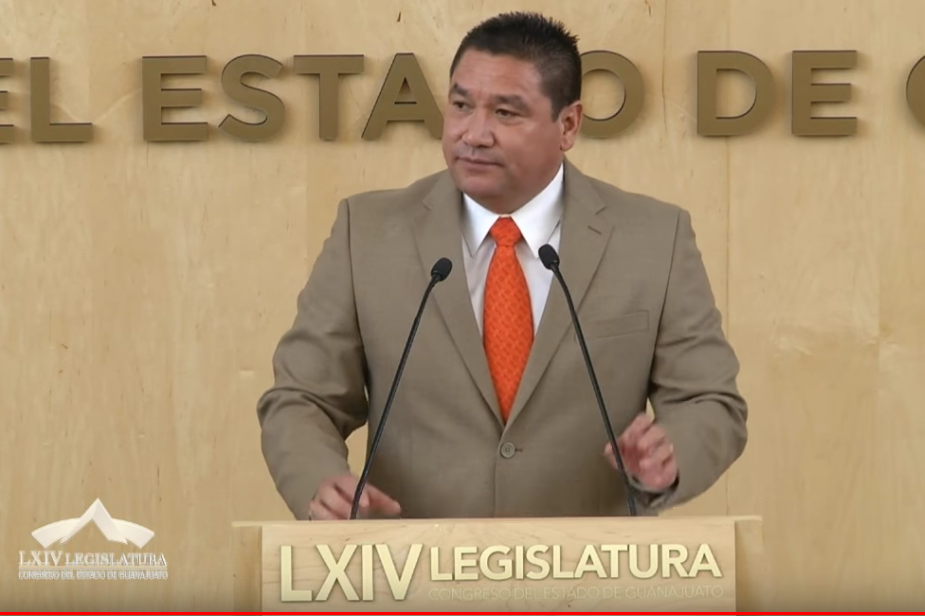 EL ESTADO DE
LXIV LEGISLATURA
CONGRESO DEL ESTADO DE GUANAJUATO
LXIV LEGISLATURA
CONGRESO DEL ESTADO DE GUANAJUATO